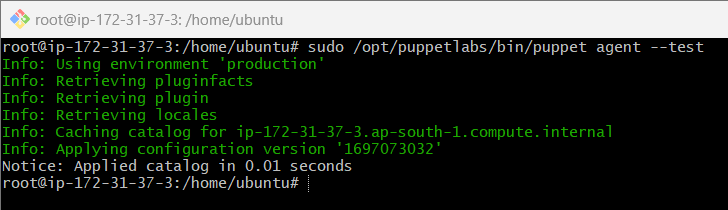 root@ip-172-31-37-3: /home/ubuntu
root@ip-172-31-37-3:/home/ubuntu# sudo /opt/puppetlabs/bin/puppet agent --test
Info: Using environment 'production'
Info: Retrieving pluginfacts
Info: Retrieving plugin
Info: Retrieving locales
Info: Caching catalog for ip-172-31-37-3.ap-south-1.compute.internal
Info: Applying configuration version '1697073032'
Notice: Applied catalog in 0.01 seconds
root@ip-172-31-37-3:/home/ubuntu#